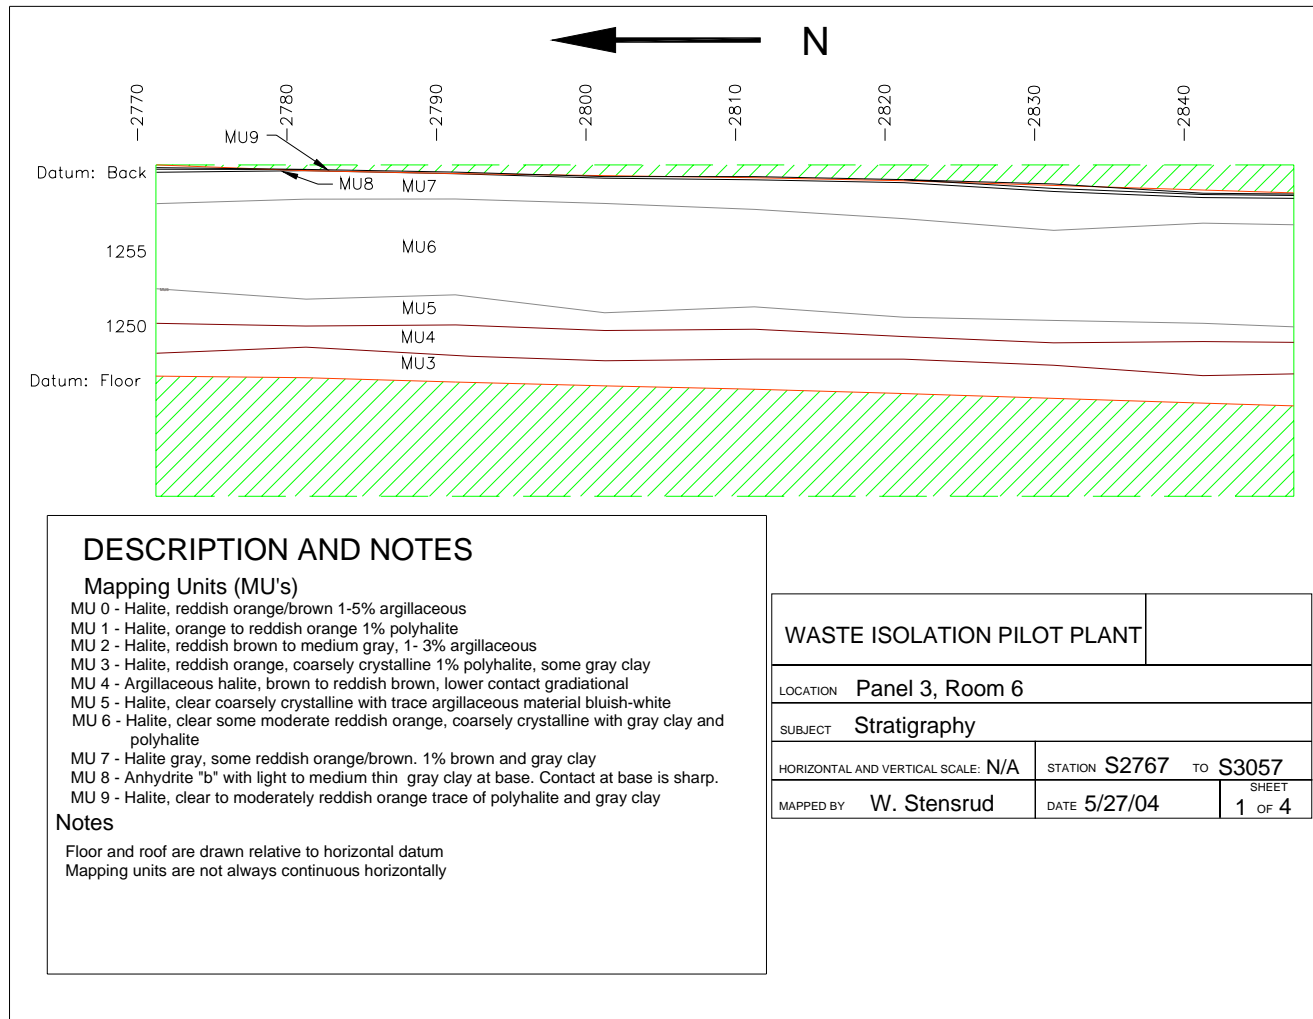 N
-2770
-2780
-2790
-2800
-2810
-2820
-2830
-2840
MU9
Datum: Back
MU8
MU7
MU6
1255
MU5
1250
MU4
MU3
Datum: Floor
DESCRIPTION AND NOTES
Mapping Units (MU's)
MU 0 - Halite, reddish orange/brown 1-5% argillaceous
MU 1 - Halite, orange to reddish orange 1% polyhalite
MU 2 - Halite, reddish brown to medium gray, 1- 3% argillaceous
MU 3 - Halite, reddish orange, coarsely crystalline 1% polyhalite, some gray clay
MU 4 - Argillaceous halite, brown to reddish brown, lower contact gradiational
MU 5 - Halite, clear coarsely crystalline with trace argillaceous material bluish-white
MU 6 - Halite, clear some moderate reddish orange, coarsely crystalline with gray clay and
polyhalite
MU 7 - Halite gray, some reddish orange/brown. 1% brown and gray clay
MU 8 - Anhydrite "b" with light to medium thin gray clay at base. Contact at base is sharp.
MU 9 - Halite, clear to moderately reddish orange trace of polyhalite and gray clay
Notes
Floor and roof are drawn relative to horizontal datum
Mapping units are not always continuous horizontally
WASTE ISOLATION PILOT PLANT
LOCATION Panel 3, Room 6
SUBJECT Stratigraphy
HORIZONTAL AND VERTICAL SCALE: N/A STATION S2767 TO S3057
MAPPED BY W. Stensrud DATE 5/27/04 SHEET 1 OF 4